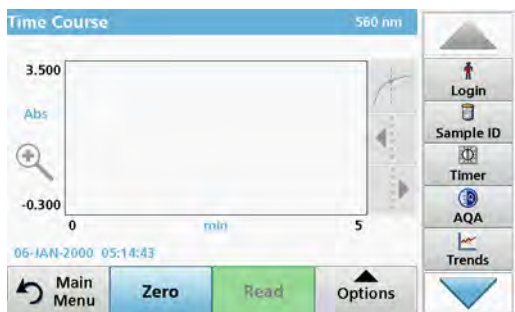 Time Course 560 nm
3.500
Abs
-0.300
0 min 5
06-JAN-2000 05:14:43
Main Menu
Zero
Read
Options
Login
Sample ID
Timer
AQA
Trends